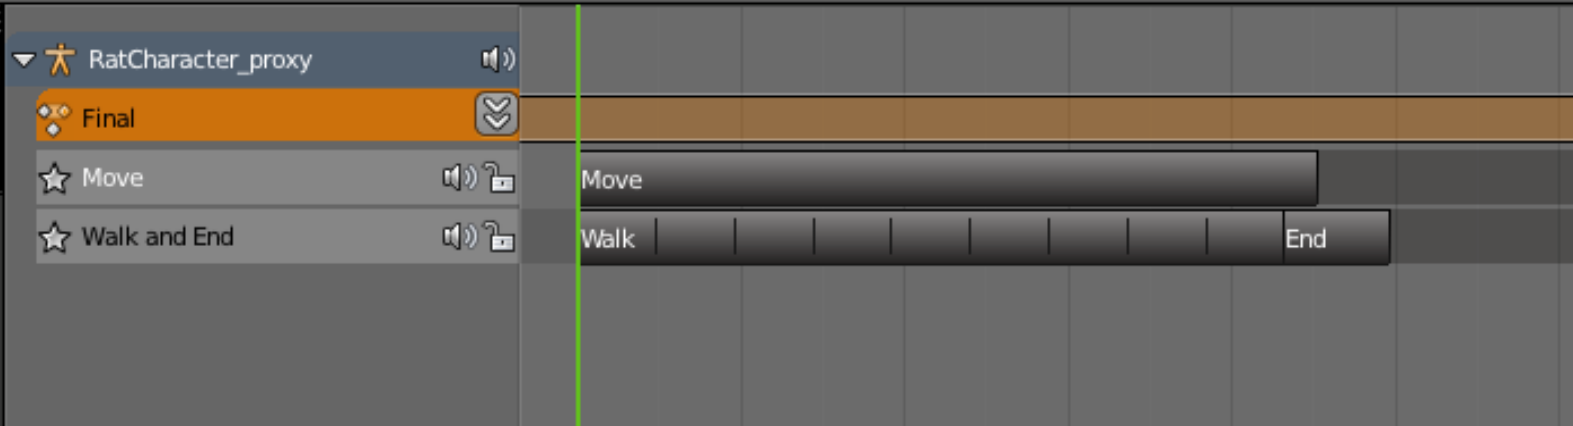 RatCharacter_proxy
Final
Move
Move
Walk and End
Walk
End